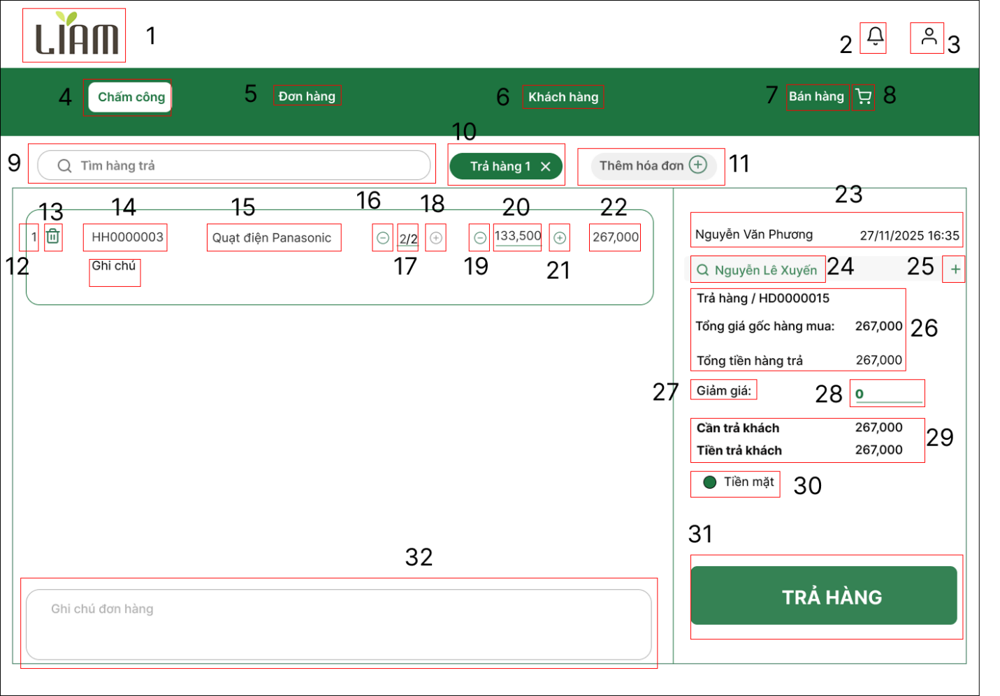 LIAM 1
2 3
4 Chấm công 5 Đơn hàng 6 Khách hàng 7 Bán hàng 8
10
9 Tìm hàng trả Trả hàng 1 Thêm hóa đơn 11
23
13 14 15 16 18 20 22
1 HH0000003 Quạt điện Panasonic 2/2 133,500 267,000
12 Ghi chú 17 19 21
Nguyễn Văn Phương 27/11/2025 16:35
Nguyễn Lê Xuyến 24 25
Trả hàng / HD0000015
Tổng giá gốc hàng mua: 267,000 26
Tổng tiền hàng trả 267,000
27 Giảm giá: 28 0
Cần trả khách 267,000
29
Tiền trả khách 267,000
Tiền mặt 30
31
32
TRẢ HÀNG
Ghi chú đơn hàng